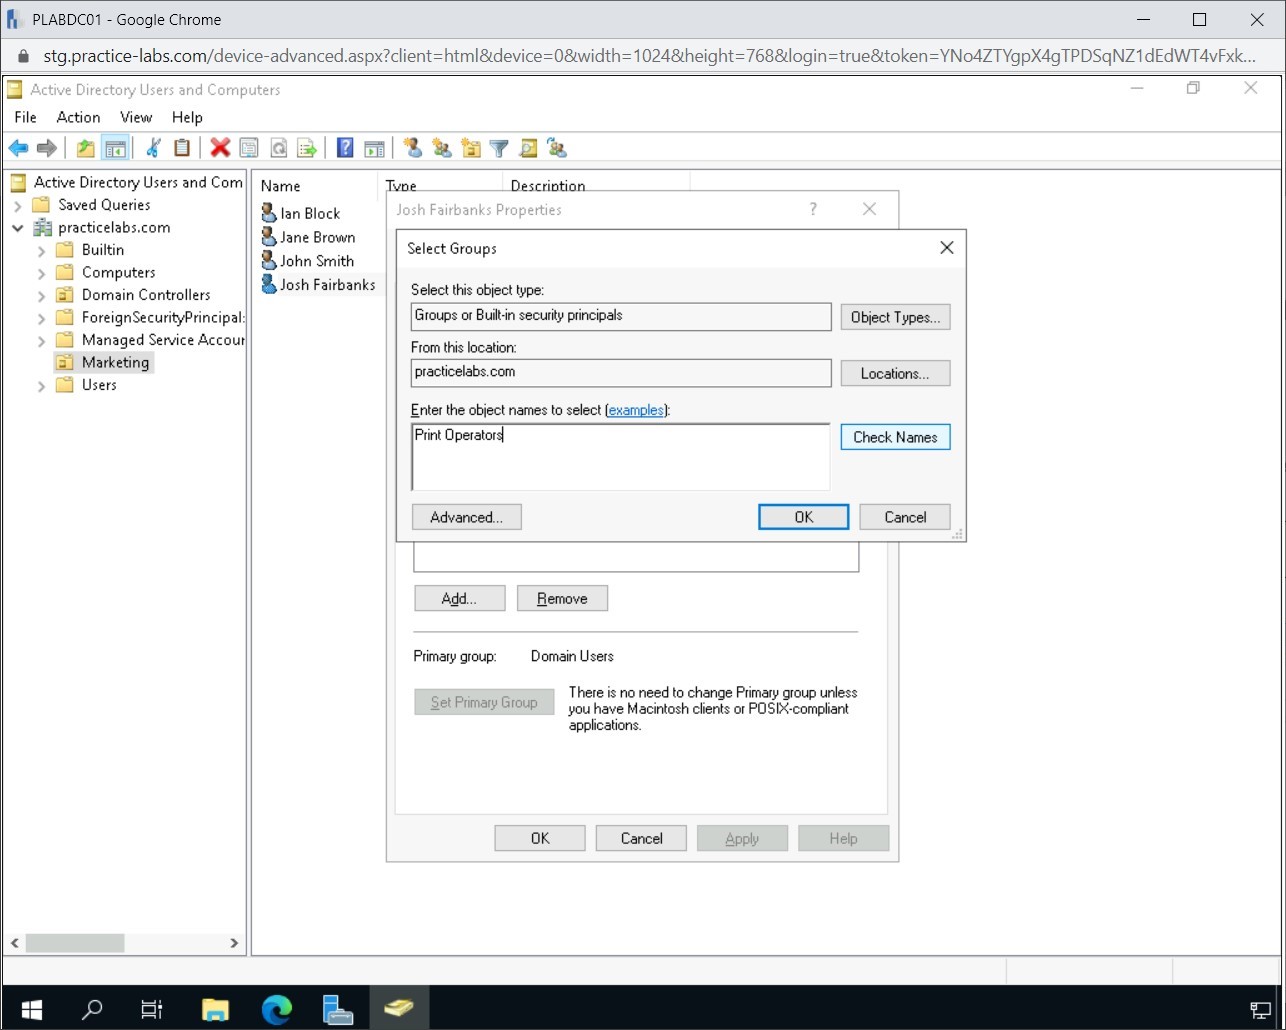 PLABDC01 - Google Chrome
stg.practice-labs.com/device-advanced.aspx?client=html&device=0&width=1024&height=768&login=true&token=YNo4ZTYgpX4gTPDSqNZ1dEdWT4vFxk...
Active Directory Users and Computers
File Action View Help
Active Directory Users and Com
Saved Queries
practicelabs.com
Builtin
Computers
Domain Controllers
ForeignSecurityPrincipal:
Managed Service Accour
Marketing
Users
Name Type Description
Ian Block
Jane Brown
John Smith
Josh Fairbanks
Josh Fairbanks Properties ?
Select Groups
Select this object type:
Groups or Built-in security principals
Object Types...
From this location:
practicelabs.com
Locations...
Enter the object names to select (examples):
Print Operators
Check Names
Advanced...
OK
Cancel
Add...
Remove
Primary group: Domain Users
Set Primary Group
There is no need to change Primary group unless
you have Macintosh clients or POSIX-compliant
applications.
OK
Cancel
Apply
Help